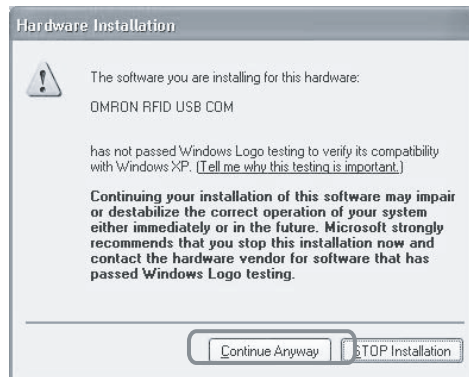 Hardware Installation
The software you are installing for this hardware:
OMRON RFID USB COM
has not passed Windows Logo testing to verify its compatibility
with Windows XP. (Tell me why this testing is important.)
Continuing your installation of this software may impair
or destabilize the correct operation of your system
either immediately or in the future. Microsoft strongly
recommends that you stop this installation now and
contact the hardware vendor for software that has
passed Windows Logo testing.
Continue Anyway STOP Installation